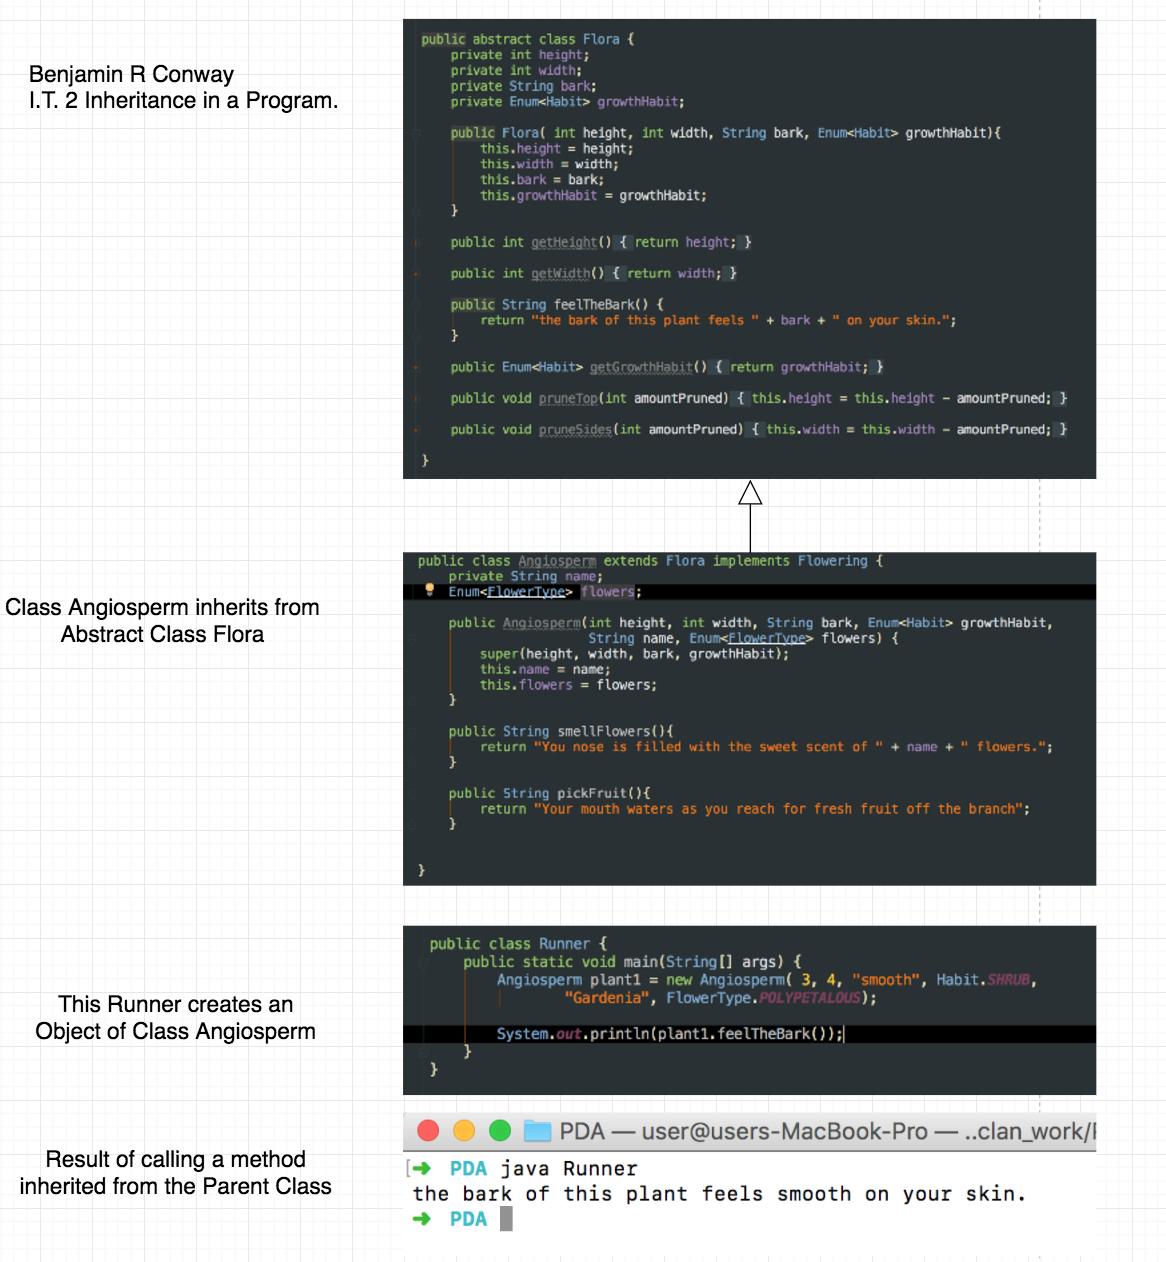 Benjamin R Conway
I.T. 2 Inheritance in a Program.
public abstract class Flora {
private int height;
private int width;
private String bark;
private Enum<Habit> growthHabit;
public Flora( int height, int width, String bark, Enum<Habit> growthHabit){
this.height = height;
this.width = width;
this.bark = bark;
this.growthHabit = growthHabit;
}
public int getHeight() { return height; }
public int getWidth() { return width; }
public String feelTheBark() {
return "the bark of this plant feels " + bark + " on your skin.";
}
public Enum<Habit> getGrowthHabit() { return growthHabit; }
public void pruneTop(int amountPruned) { this.height = this.height - amountPruned; }
public void pruneSides(int amountPruned) { this.width = this.width - amountPruned; }
}
Class Angiosperm inherits from
Abstract Class Flora
public class Angiosperm extends Flora implements Flowering {
private String name;
Enum<FlowerType> flowers;
public Angiosperm(int height, int width, String bark, Enum<Habit> growthHabit,
String name, Enum<FlowerType> flowers) {
super(height, width, bark, growthHabit);
this.name = name;
this.flowers = flowers;
}
public String smellFlowers(){
return "You nose is filled with the sweet scent of " + name + " flowers.";
}
public String pickFruit(){
return "Your mouth waters as you reach for fresh fruit off the branch";
}
}
This Runner creates an
Object of Class Angiosperm
public class Runner {
public static void main(String[] args) {
Angiosperm plant1 = new Angiosperm( 3, 4, "smooth", Habit.SHRUB,
"Gardenia", FlowerType.POLYPETALOUS);
System.out.println(plant1.feelTheBark());
}
}
Result of calling a method
inherited from the Parent Class
PDA — user@users-MacBook-Pro — ..clan_work/
[➜ PDA java Runner
the bark of this plant feels smooth on your skin.
➜ PDA